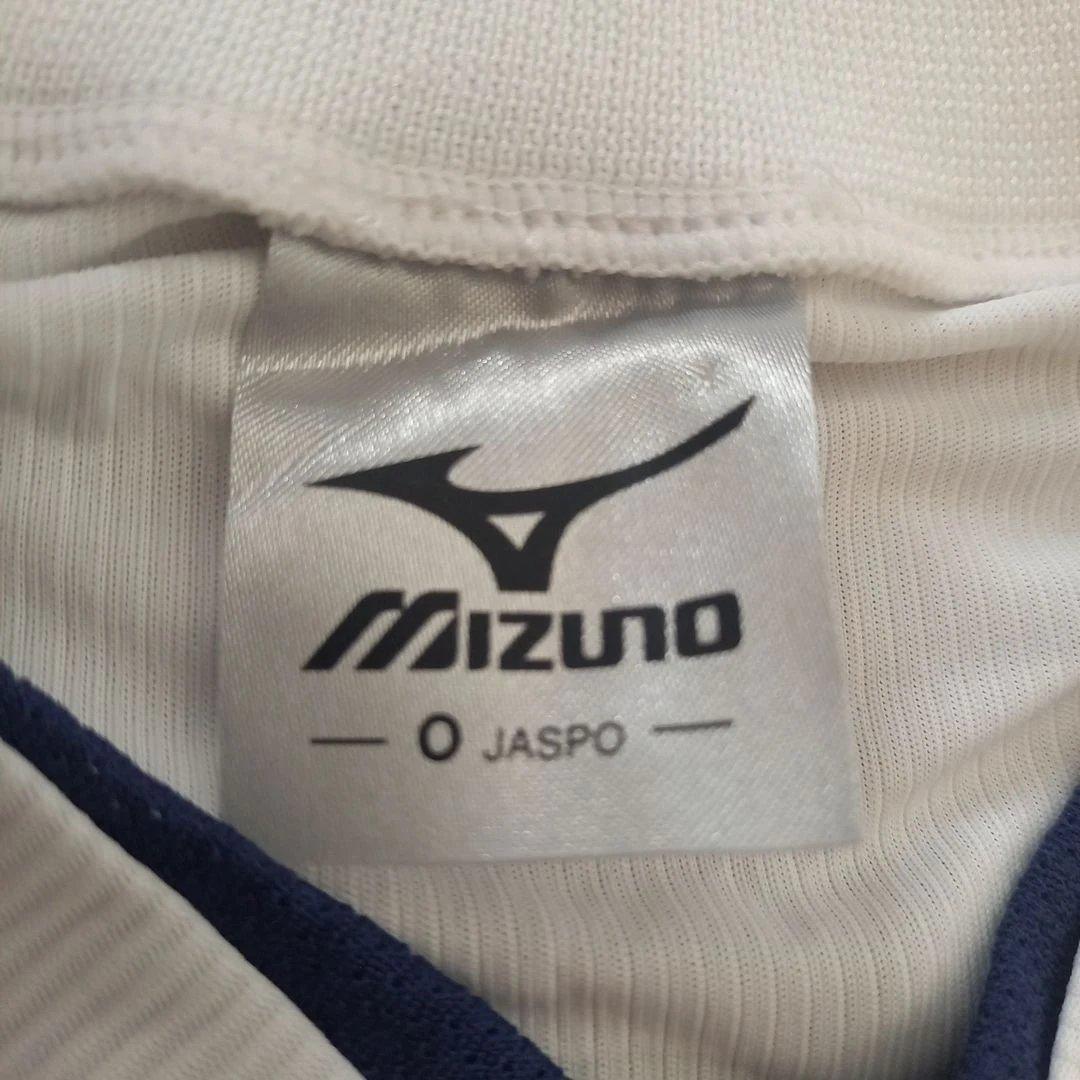 MIZUNO
— O JASPO —